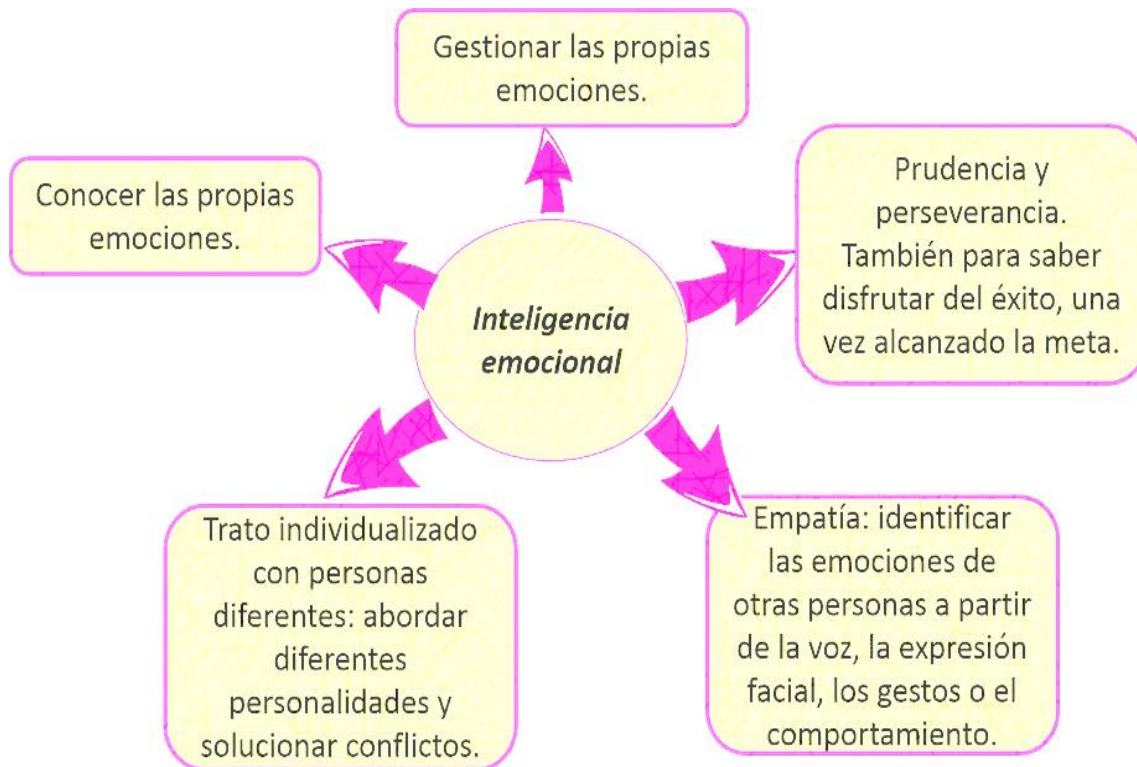 Gestionar las propias
emociones.
Conocer las propias
emociones.
Prudencia y
perseverancia.
También para saber
disfrutar del éxito, una
vez alcanzado la meta.
Inteligencia
emocional
Trato individualizado
con personas
diferentes: abordar
diferentes
personalidades y
solucionar conflictos.
Empatía: identificar
las emociones de
otras personas a partir
de la voz, la expresión
facial, los gestos o el
comportamiento.